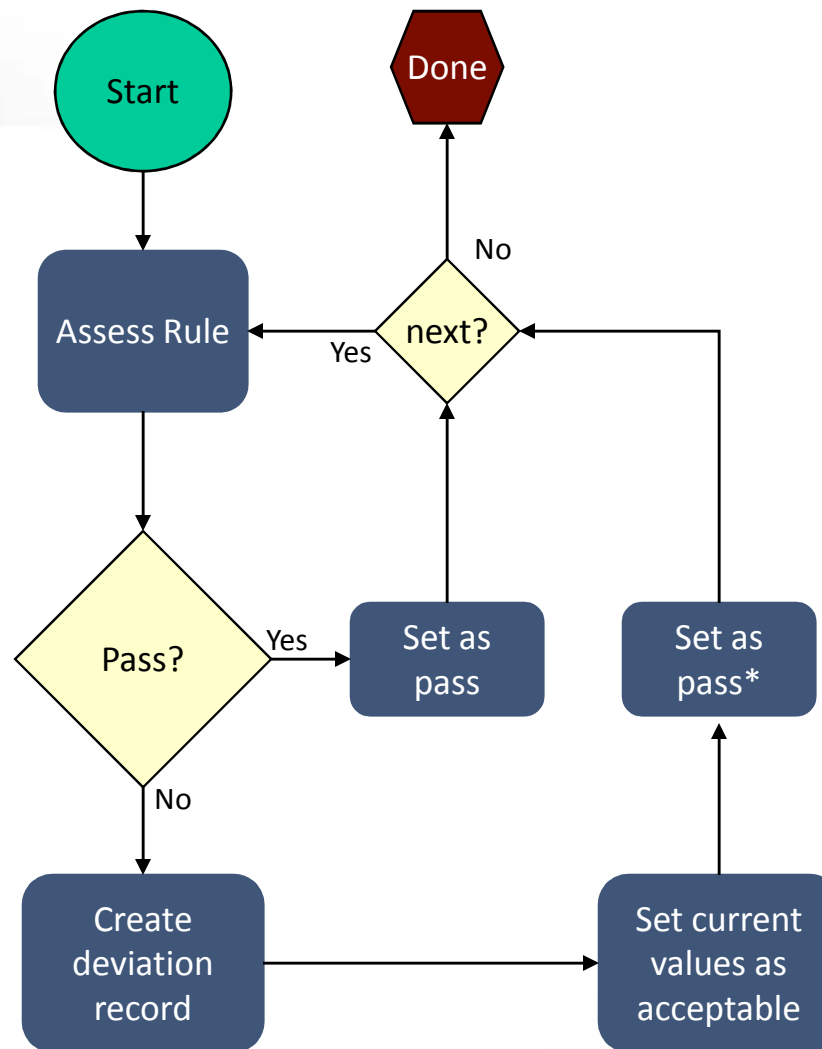 Start
Done
No
Assess Rule
next?
Yes
Pass?
Yes
Set as
pass
Set as
pass*
No
Create
deviation
record
Set current
values as
acceptable